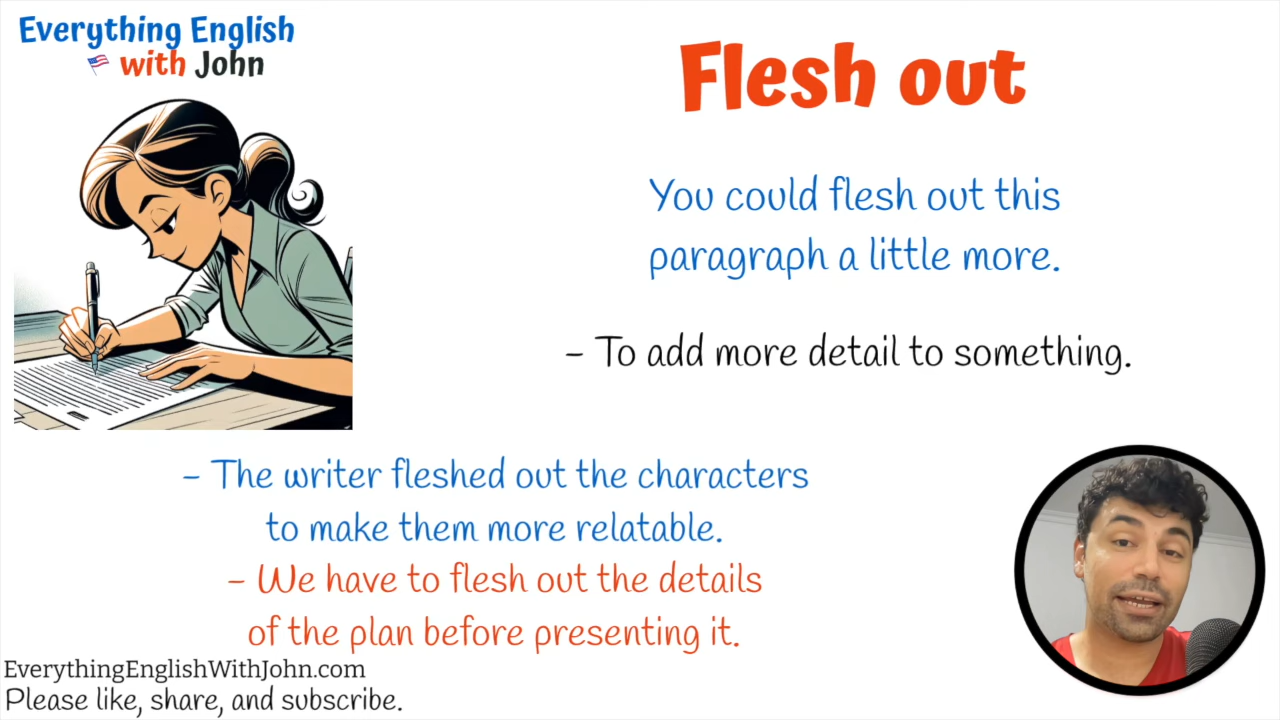 Everything English
with John
Flesh out
You could flesh out this
paragraph a little more.
- To add more detail to something.
- The writer fleshed out the characters
to make them more relatable.
- We have to flesh out the details
of the plan before presenting it.
EverythingEnglishWithJohn.com
Please like, share, and subscribe.